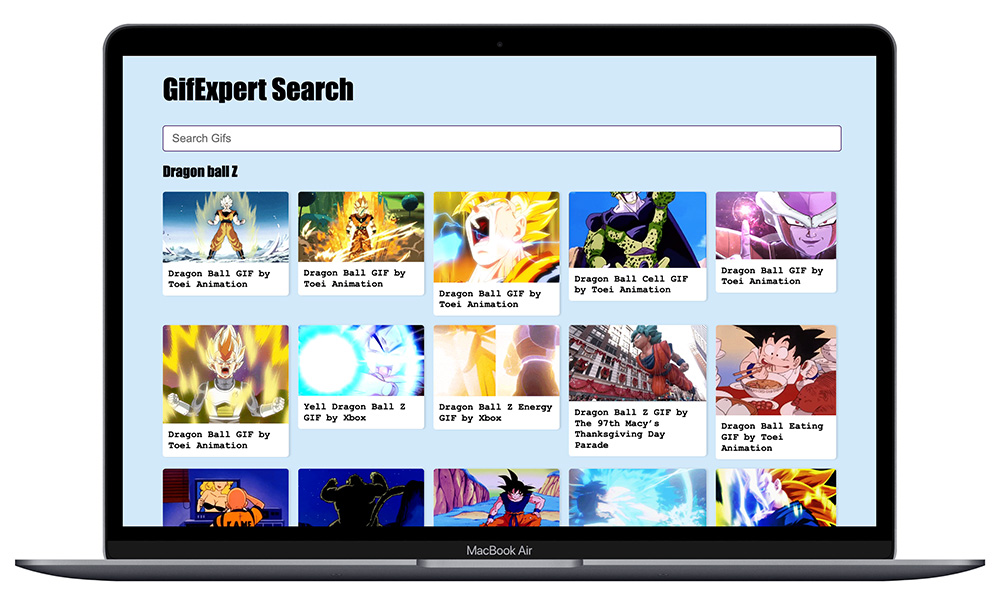 GifExpert Search
Search Gifs
Dragon ball Z
Dragon Ball GIF by
Toei Animation
Dragon Ball GIF by
Toei Animation
Dragon Ball GIF by
Toei Animation
Dragon Ball Cell GIF
by Toei Animation
Dragon Ball GIF by
Toei Animation
Dragon Ball GIF by
Toei Animation
Yell Dragon Ball Z
GIF by Xbox
Dragon Ball Z Energy
GIF by Xbox
Dragon Ball Z GIF by
The 97th Macy’s
Thanksgiving Day
Parade
Dragon Ball Eating
GIF by Toei
Animation
GAME
MacBook Air